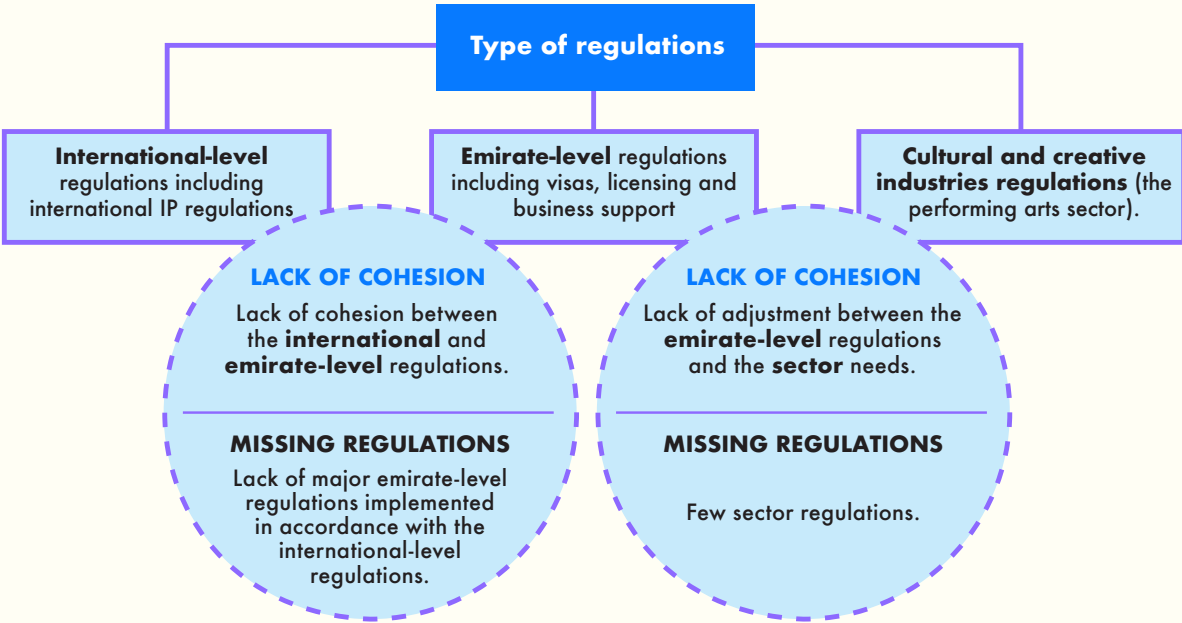 Type of regulations
International-level
regulations including
international IP regulations
Emirate-level regulations
including visas, licensing and
business support
Cultural and creative
industries regulations (the
performing arts sector).
LACK OF COHESION
Lack of cohesion between
the international and
emirate-level regulations.
MISSING REGULATIONS
Lack of major emirate-level
regulations implemented
in accordance with the
international-level
regulations.
LACK OF COHESION
Lack of adjustment between the
emirate-level regulations
and the sector needs.
MISSING REGULATIONS
Few sector regulations.